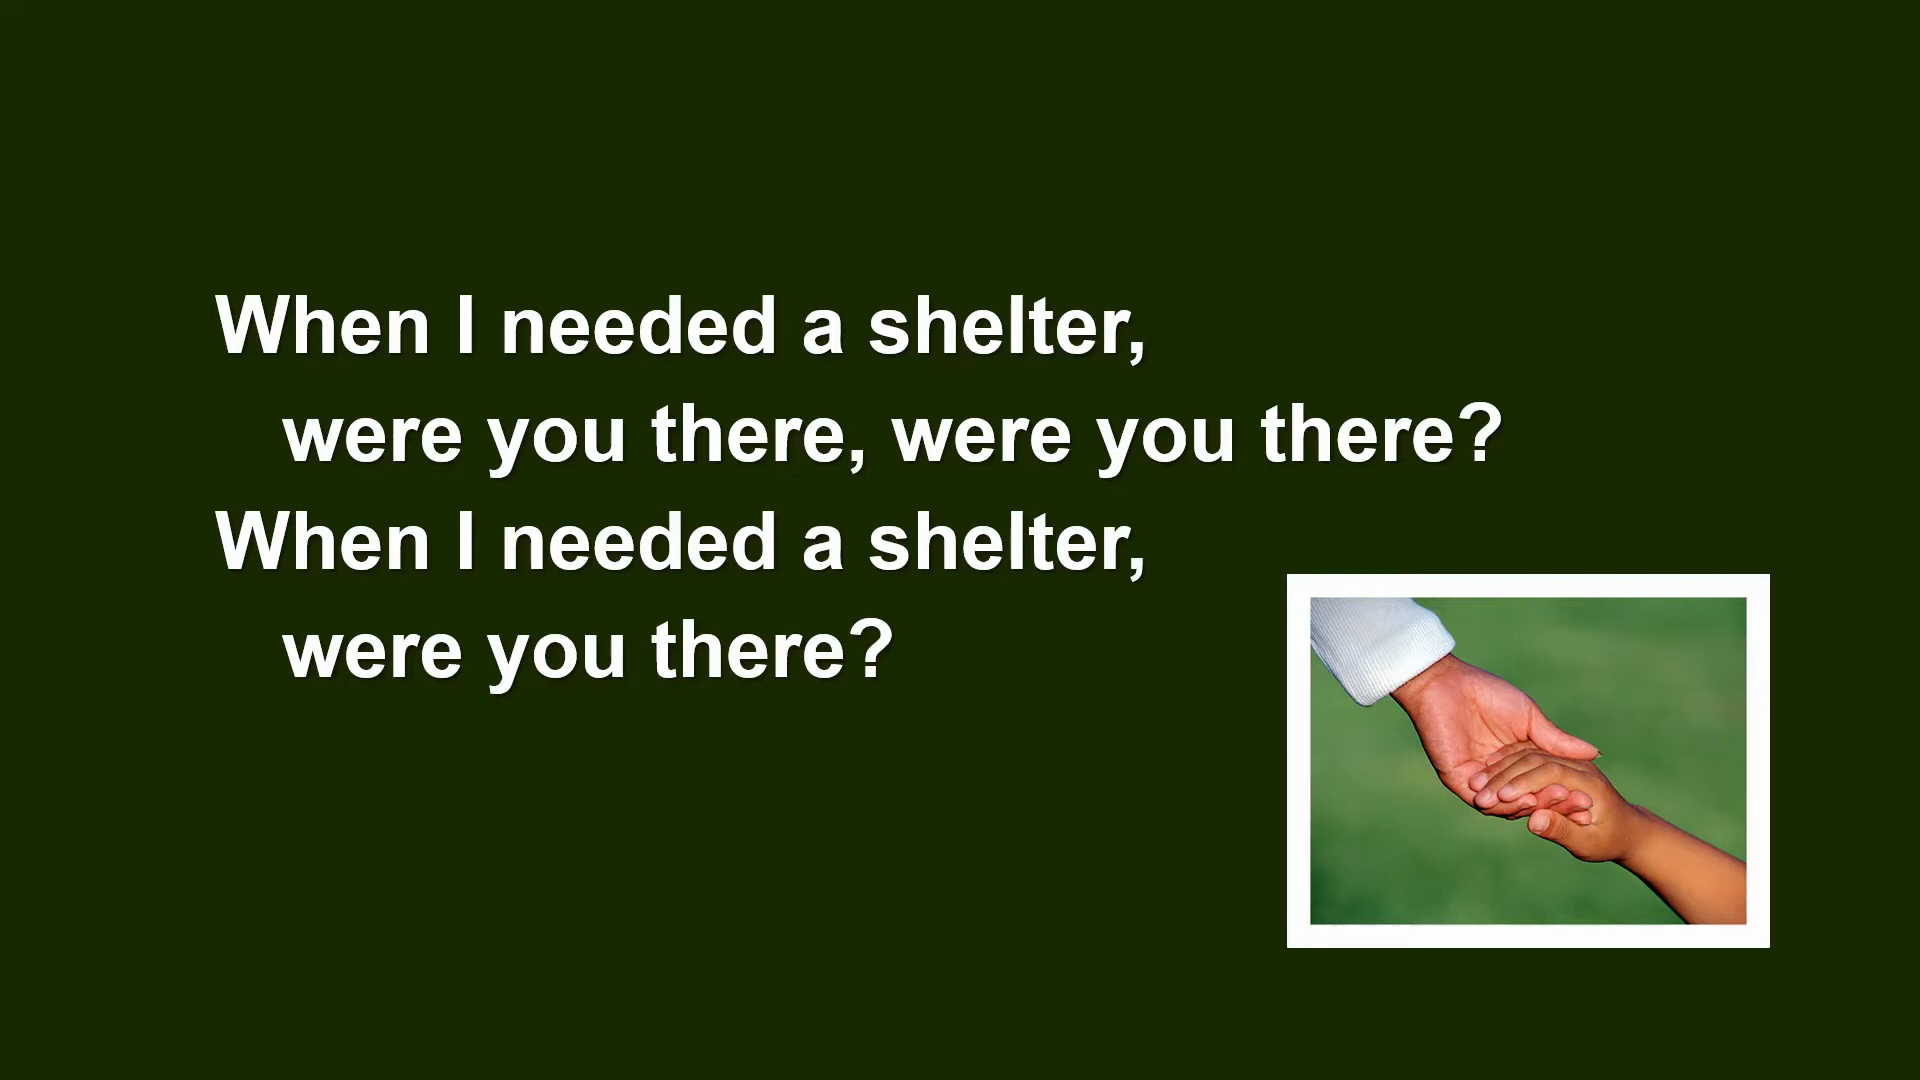 When I needed a shelter,
were you there, were you there?
When I needed a shelter,
were you there?